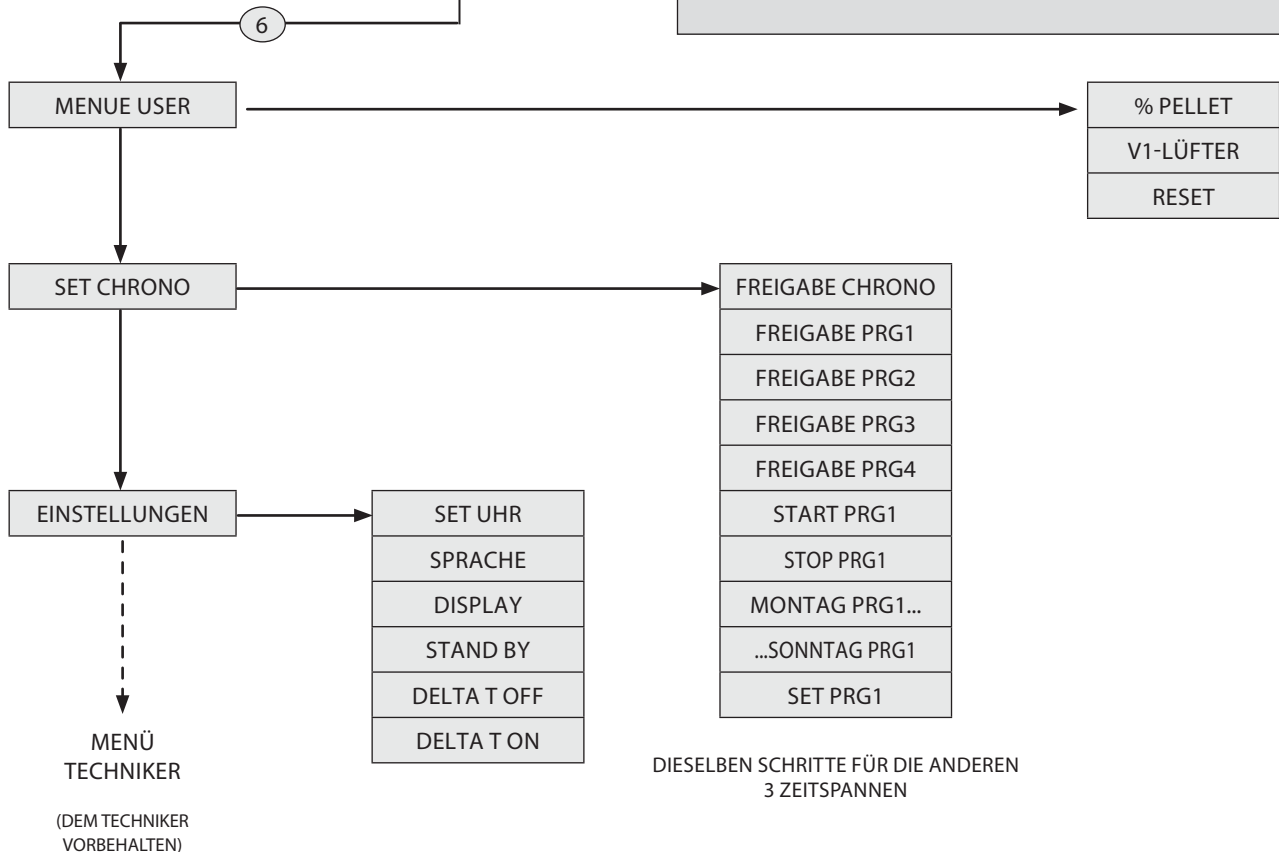 6
MENUE USER
% PELLET
V1-LÜFTER
RESET
SET CHRONO
FREIGABE CHRONO
FREIGABE PRG1
FREIGABE PRG2
FREIGABE PRG3
FREIGABE PRG4
START PRG1
STOP PRG1
MONTAG PRG1...
...SONNTAG PRG1
SET PRG1
DIESELBEN SCHRITTE FÜR DIE ANDEREN
3 ZEITSPANNEN
EINSTELLUNGEN
SET UHR
SPRACHE
DISPLAY
STAND BY
DELTA T OFF
DELTA T ON
MENÜ
TECHNIKER
(DEM TECHNIKER
VORBEHALTEN)